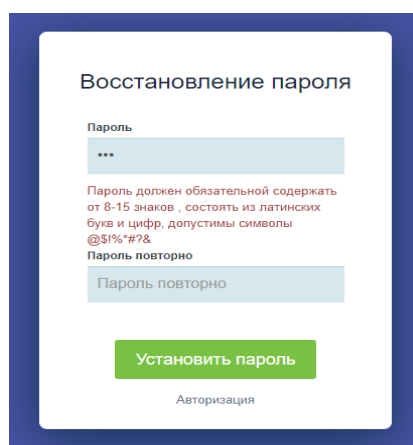 Восстановление пароля
Пароль
•••
Пароль должен обязательной содержать
от 8-15 знаков , состоять из латинских
букв и цифр, допустимы символы
@$!%*#?&
Пароль повторно
Пароль повторно
Установить пароль
Авторизация